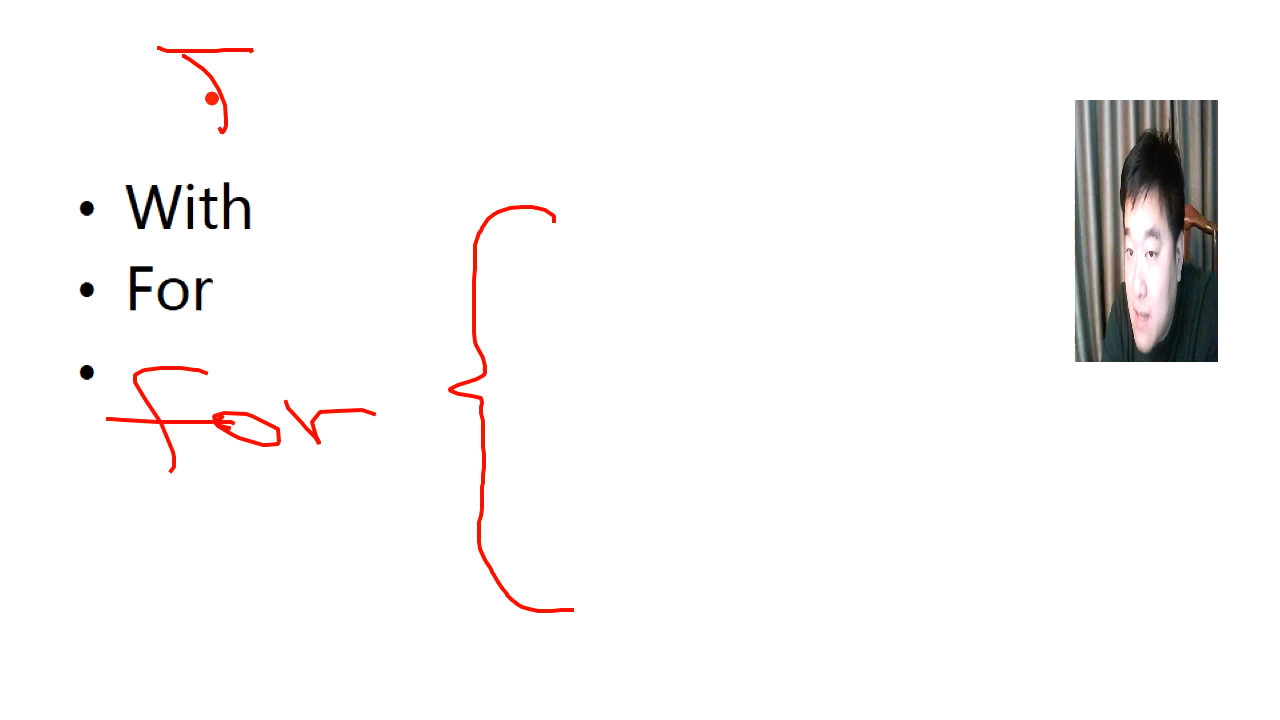 • With
• For
•
for